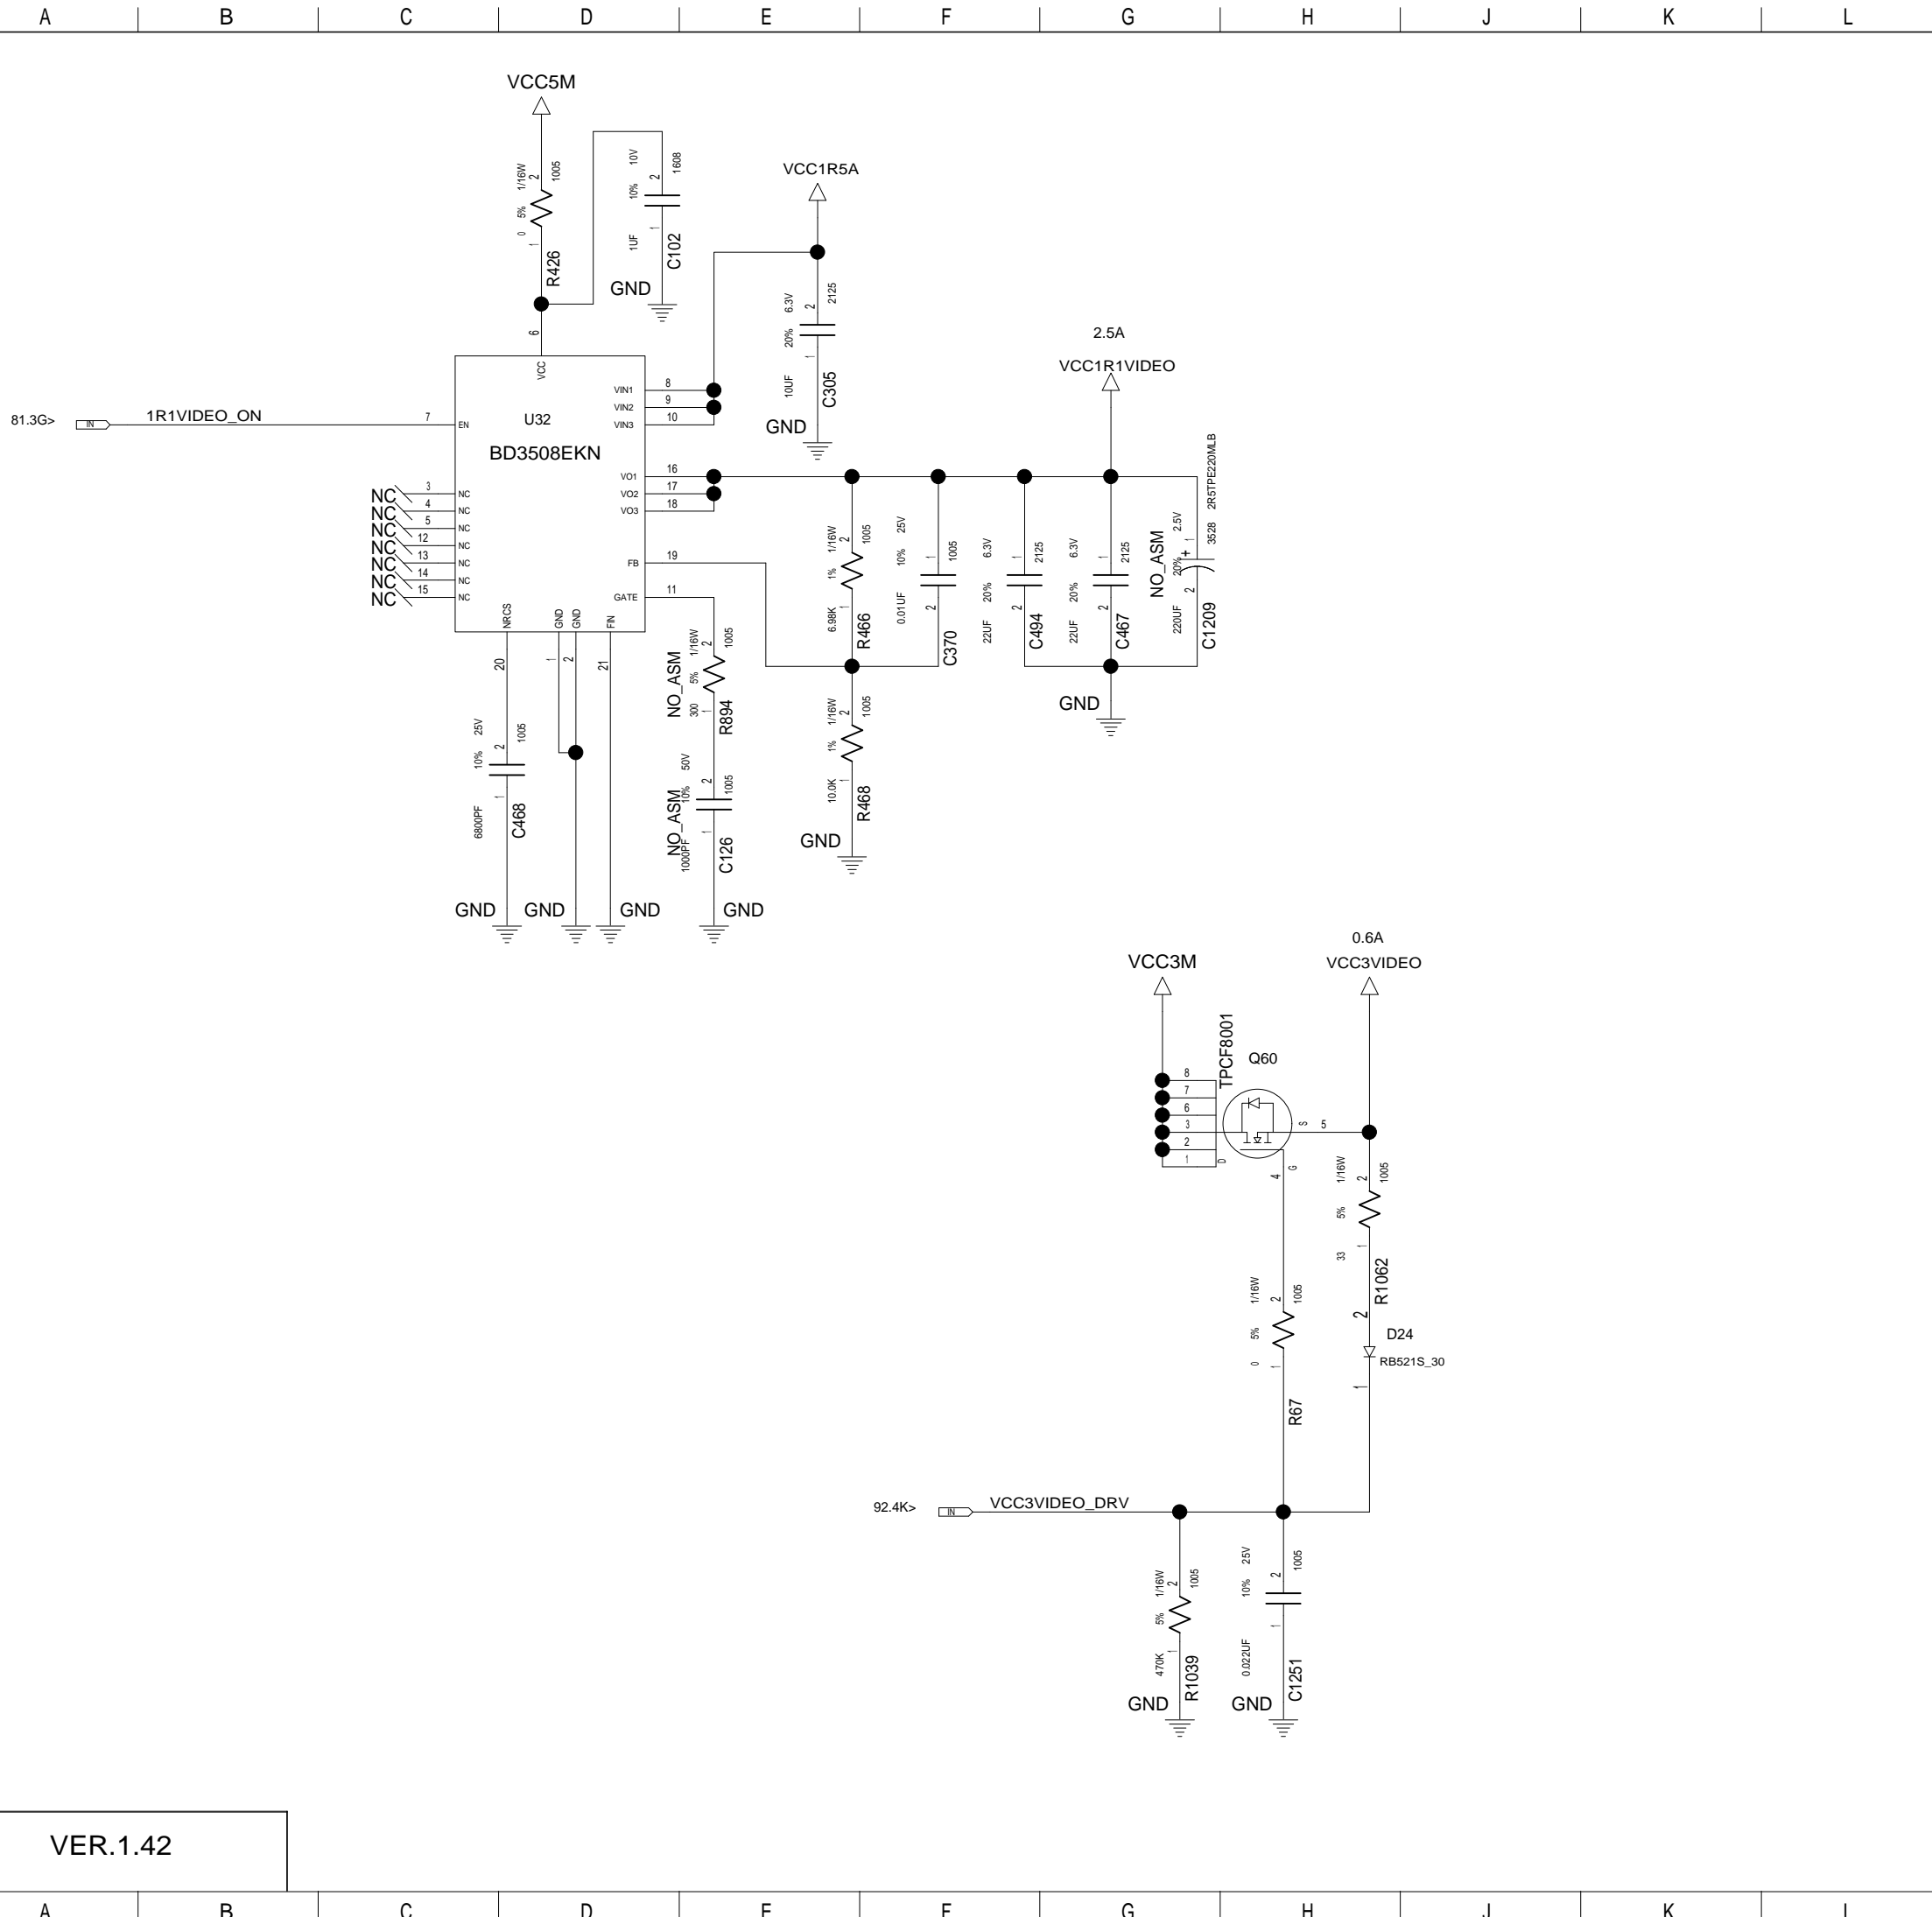 A B C D E F G H J K L
VCC5M
1/16W
5%
0
2
1
1005
R426
10V
10%
1UF
2
1
1608
C102
GND
VCC1R5A
6.3V
20%
10UF
2
1
2125
C305
GND
81.3G>
IN
1R1VIDEO_ON
6
VCC
U32
BD3508EKN
7 EN
NC 3 NC
NC 4 NC
NC 5 NC
NC 12 NC
NC 13 NC
NC 14 NC
NC 15 NC
VIN1 8
VIN2 9
VIN3 10
VO1 16
VO2 17
VO3 18
FB 19
GATE 11
NRCS
GND
GND
FIN
20
1
2
21
25V
10%
6800PF
2
1
1005
C468
GND
GND
GND
NO_ASM
1/16W
5%
300
2
1
1005
R894
NO_ASM
50V
10%
1000PF
2
1
1005
C126
GND
1/16W
1%
6.98K
2
1
1005
R466
1/16W
1%
10.0K
2
1
1005
R468
GND
25V
10%
0.01UF
1
2
1005
C370
6.3V
20%
22UF
1
2
2125
C494
2.5A
VCC1R1VIDEO
6.3V
20%
22UF
1
2
2125
C467
NO_ASM
2.5V
20%
220UF
1
+
2
3528 2R5TPE220MLB
C1209
GND
VCC3M
0.6A
VCC3VIDEO
TPCF8001
Q60
8
7
6
3
2
1
D
S
5
G
4
1/16W
5%
33
2
1
1005
R1062
2
D24
RB521S_30
1
1/16W
5%
0
2
1
1005
R67
92.4K>
IN
VCC3VIDEO_DRV
1/16W
5%
470K
2
1
1005
R1039
GND
25V
10%
0.022UF
2
1
1005
C1251
GND
VER.1.42
A B C D E F G H J K L